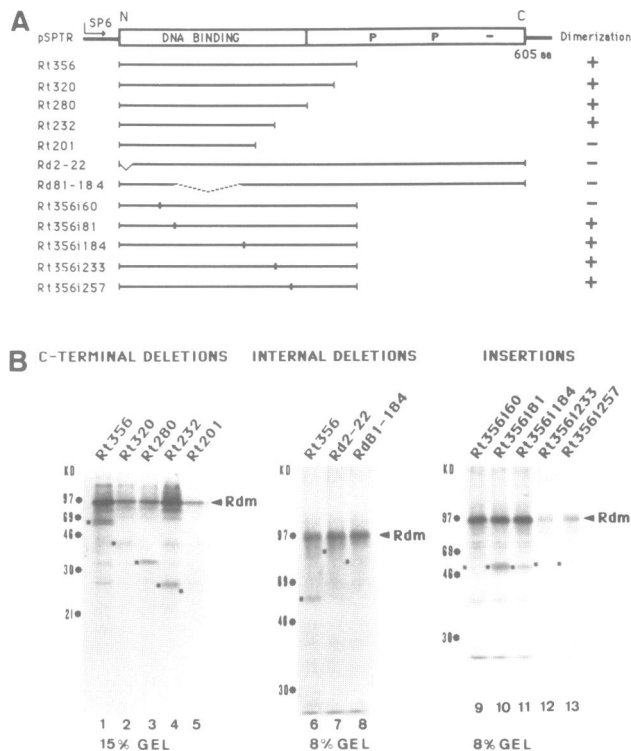 A
SP6
N
C
pSPTR
DNA BINDING
P
P
-
605 aa
Dimerization
Rt356 +
Rt320 +
Rt280 +
Rt232 +
Rt201 -
Rd2-22 -
Rd81-184 -
Rt356i60 -
Rt356i81 +
Rt356i184 +
Rt356i233 +
Rt356i257 +
B
C-TERMINAL DELETIONS
INTERNAL DELETIONS
INSERTIONS
Rt356
Rt320
Rt280
Rt232
Rt201
KD
97
69
46
30
21
Rdm
1 2 3 4 5
15% GEL
Rt356
Rd2-22
Rd81-184
KD
97
69
46
30
Rdm
6 7 8
8% GEL
Rt356i60
Rt356i81
Rt356i184
Rt356i233
Rt356i257
KD
97
68
46
30
Rdm
9 10 11 12 13
8% GEL